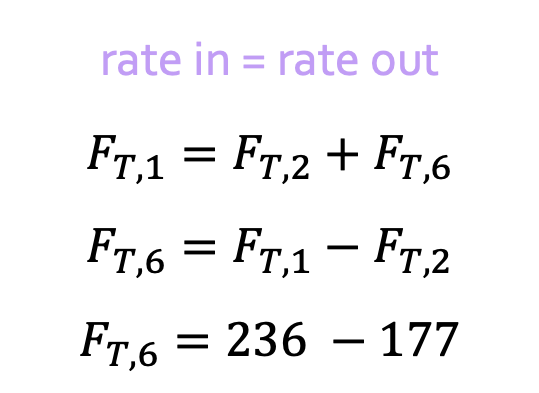 rate in = rate out
F_{T,1} = F_{T,2} + F_{T,6}
F_{T,6} = F_{T,1} − F_{T,2}
F_{T,6} = 236 − 177